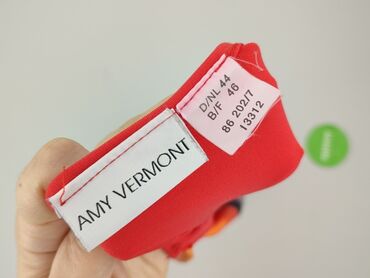 AMY VERMONT
D/NL 44
B/F 46
86 202/7
13312